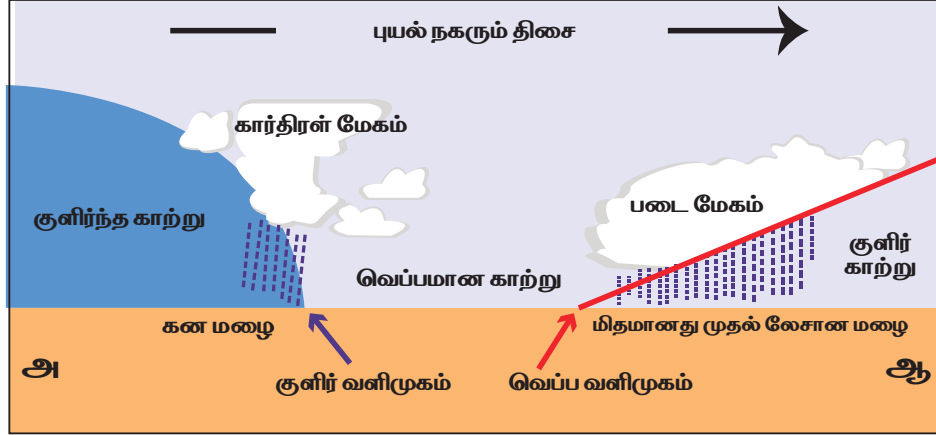 புயல் நகரும் திசை
கார்திரள் மேகம்
குளிர்ந்த காற்று
படை மேகம்
குளிர்
காற்று
வெப்பமான காற்று
கன மழை
மிதமானது முதல் லேசான மழை
அ
குளிர் வளிமுகம்
வெப்ப வளிமுகம்
ஆ